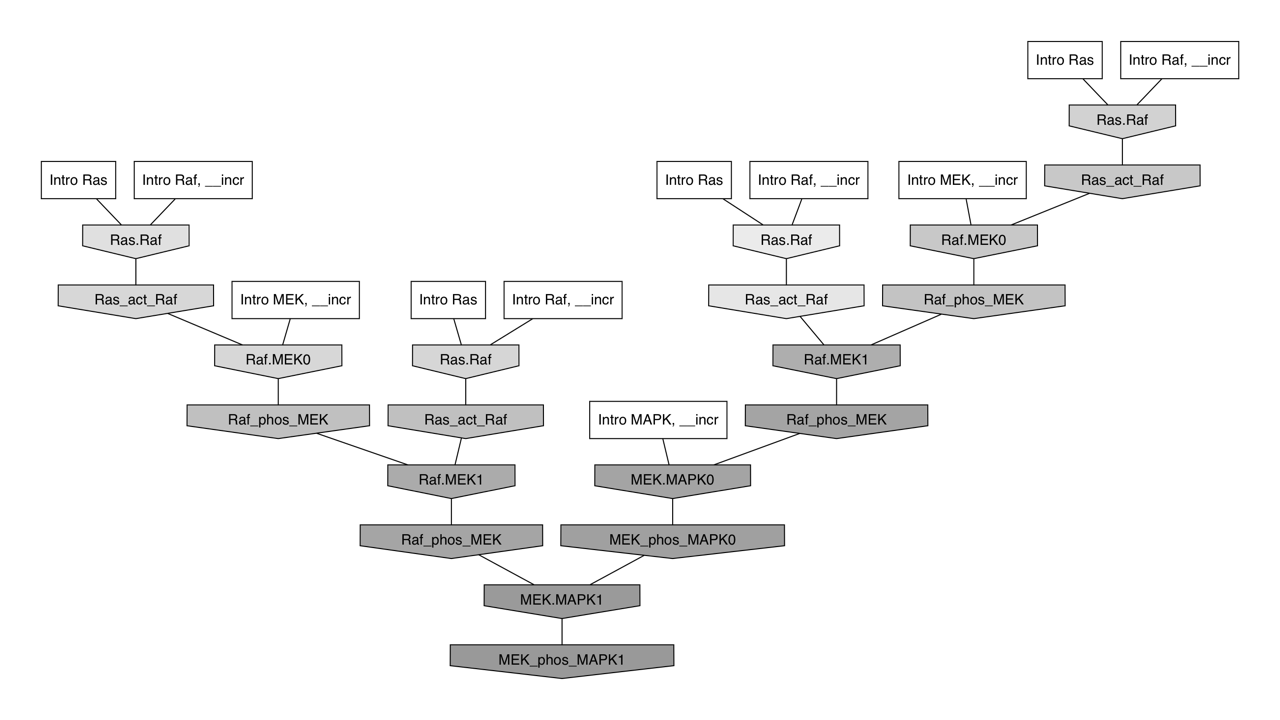 Intro Ras
Intro Raf, __incr
Ras.Raf
Intro Ras
Intro Raf, __incr
Intro Ras
Intro Raf, __incr
Intro MEK, __incr
Ras_act_Raf
Ras.Raf
Ras.Raf
Raf.MEK0
Ras_act_Raf
Intro MEK, __incr
Intro Ras
Intro Raf, __incr
Ras_act_Raf
Raf_phos_MEK
Raf.MEK0
Ras.Raf
Raf.MEK1
Raf_phos_MEK
Ras_act_Raf
Intro MAPK, __incr
Raf_phos_MEK
Raf.MEK1
MEK.MAPK0
Raf_phos_MEK
MEK_phos_MAPK0
MEK.MAPK1
MEK_phos_MAPK1